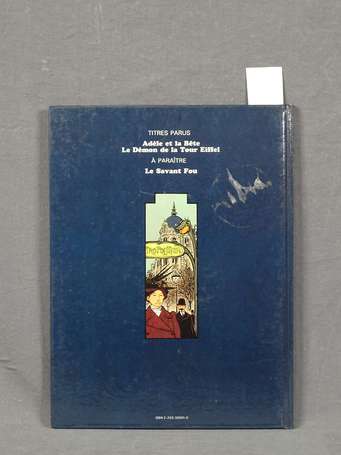 TITRES PARUS
Adèle et la Bête
Le Démon de la Tour Eiffel
À PARAÎTRE
Le Savant Fou